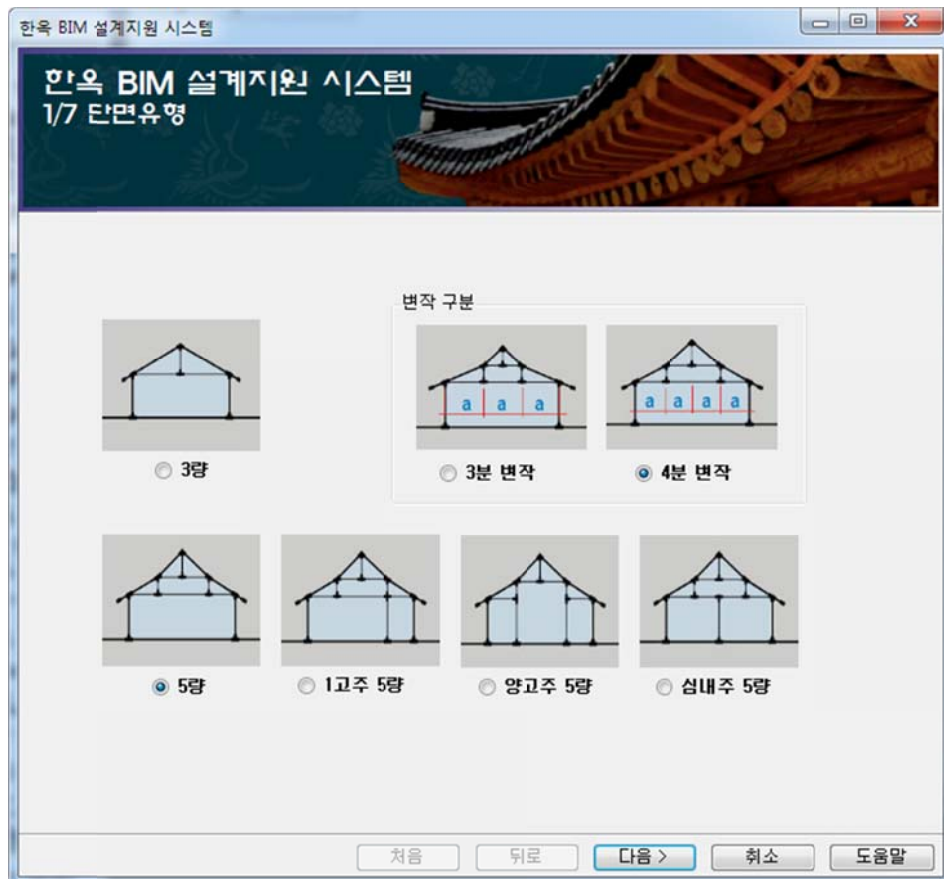 한옥 BIM 설계지원 시스템
한옥 BIM 설계지원 시스템
1/7 단면유형
변작 구분
a a a
a a a a
3량
3분 변작
4분 변작
5량
1고주 5량
양고주 5량
심내주 5량
처음
뒤로
다음 >
취소
도움말